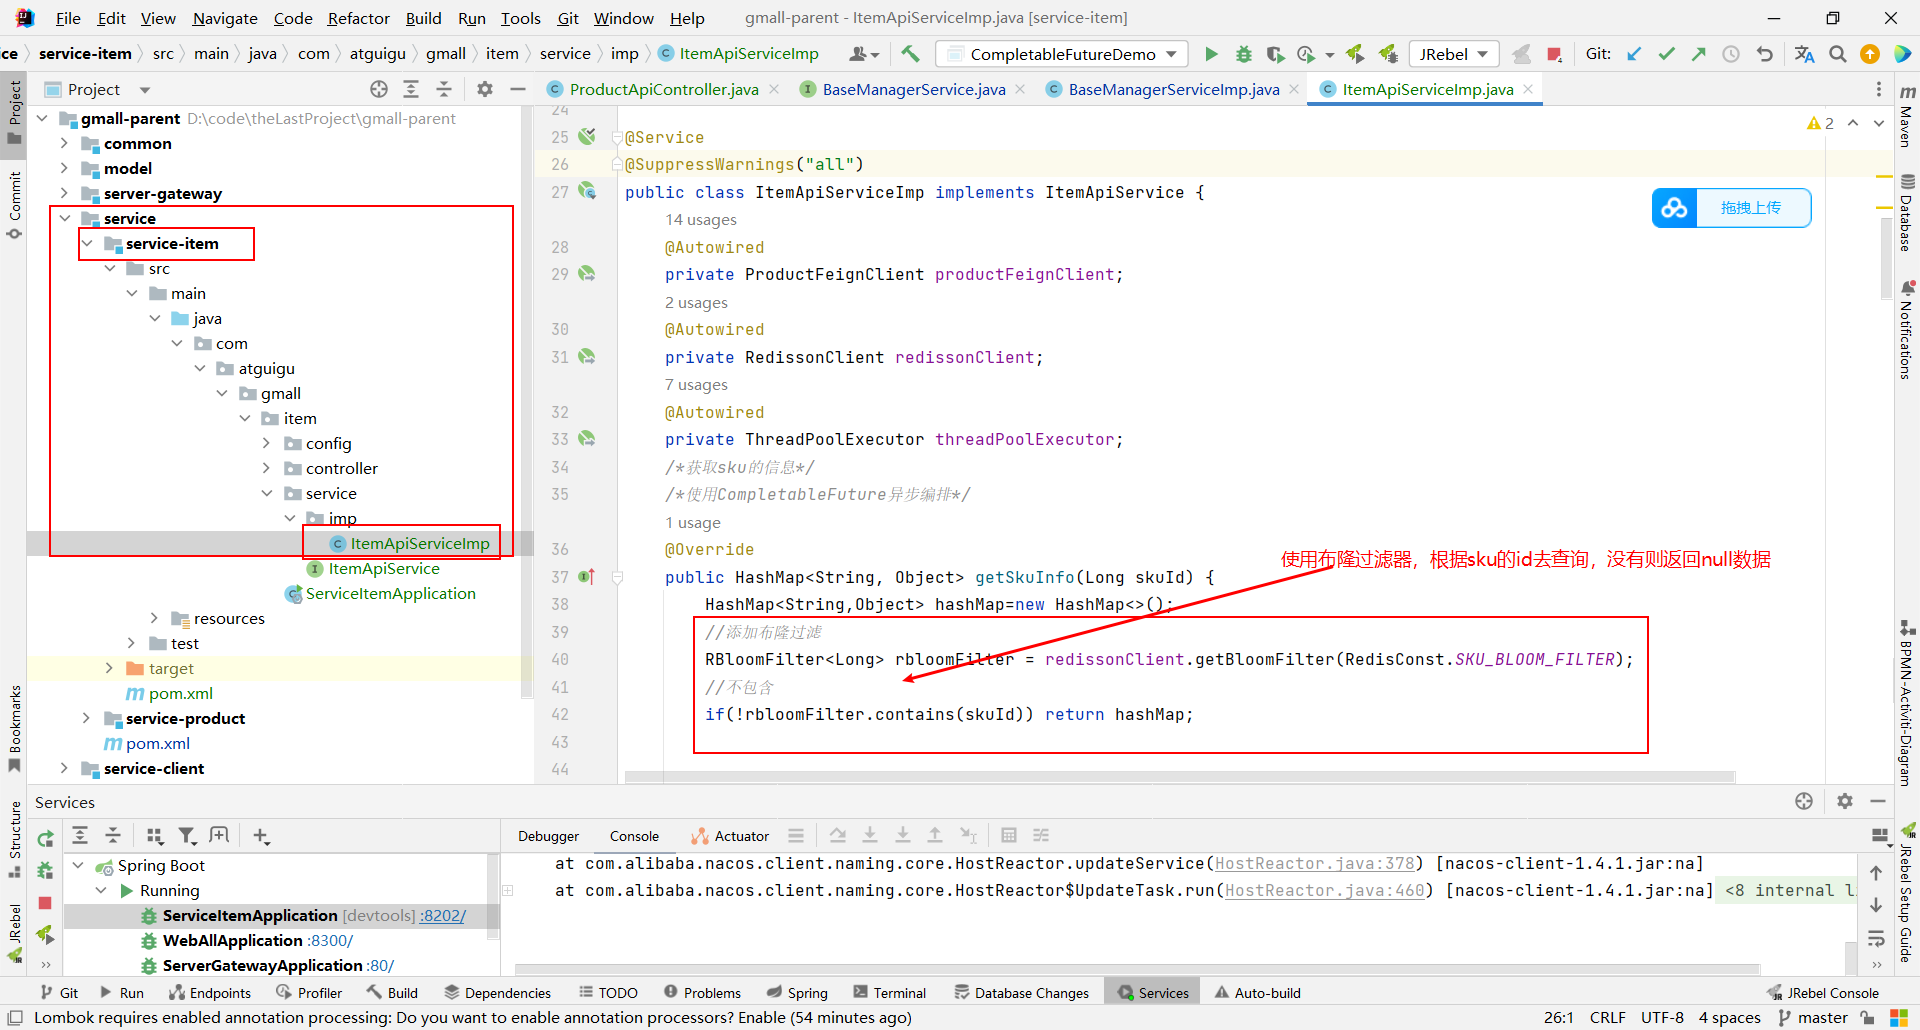 File Edit View Navigate Code Refactor Build Run Tools Git Window Help gmall-parent - ItemApiServiceImp.java [service-item]
ice service-item src main java com atguigu gmall item service imp ItemApiServiceImp CompletableFutureDemo JRebel Git:
Project
ProductApiController.java BaseManagerService.java BaseManagerServiceImp.java ItemApiServiceImp.java
Project
Commit
Bookmarks
Structure
JRebel
gmall-parent D:\code\theLastProject\gmall-parent
common
model
server-gateway
service
service-item
src
main
java
com
atguigu
gmall
item
config
controller
service
imp
ItemApiServiceImp
ItemApiService
ServiceItemApplication
resources
test
target
pom.xml
service-product
pom.xml
service-client
24
25 @Service
26 @SuppressWarnings("all")
27 public class ItemApiServiceImp implements ItemApiService {
14 usages
28 @Autowired
29 private ProductFeignClient productFeignClient;
2 usages
30 @Autowired
31 private RedissonClient redissonClient;
7 usages
32 @Autowired
33 private ThreadPoolExecutor threadPoolExecutor;
34 /*获取sku的信息*/
35 /*使用CompletableFuture异步编排*/
1 usage
36 @Override
37 public HashMap<String, Object> getSkuInfo(Long skuId) {
38 HashMap<String,Object> hashMap=new HashMap<>();
39 //添加布隆过滤
40 RBloomFilter<Long> rbloomFilter = redissonClient.getBloomFilter(RedisConst.SKU_BLOOM_FILTER);
41 //不包含
42 if(!rbloomFilter.contains(skuId)) return hashMap;
43
44
使用布隆过滤器，根据sku的id去查询，没有则返回null数据
2
拖拽上传
Maven
Database
Notifications
BPMN-Activiti-Diagram
JRebel Setup Guide
Services
Debugger Console Actuator
Spring Boot
Running
ServiceItemApplication [devtools] :8202/
WebAllApplication :8300/
ServerGatewayApplication :80/
at com.alibaba.nacos.client.naming.core.HostReactor.updateService(HostReactor.java:378) [nacos-client-1.4.1.jar:na]
at com.alibaba.nacos.client.naming.core.HostReactor$UpdateTask.run(HostReactor.java:460) [nacos-client-1.4.1.jar:na] <8 internal li
Git Run Endpoints Profiler Build Dependencies TODO Problems Spring Terminal Database Changes Services Auto-build JRebel Console
Lombok requires enabled annotation processing: Do you want to enable annotation processors? Enable (54 minutes ago) 26:1 CRLF UTF-8 4 spaces master